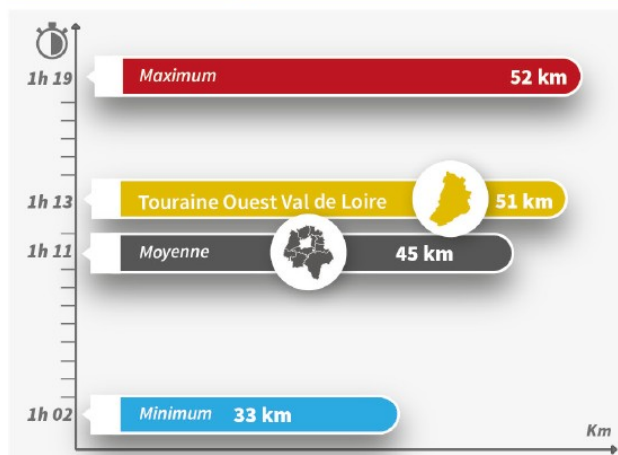 1h 19 Maximum 52 km
1h 13 Touraine Ouest Val de Loire 51 km
1h 11 Moyenne 45 km
1h 02 Minimum 33 km
Km